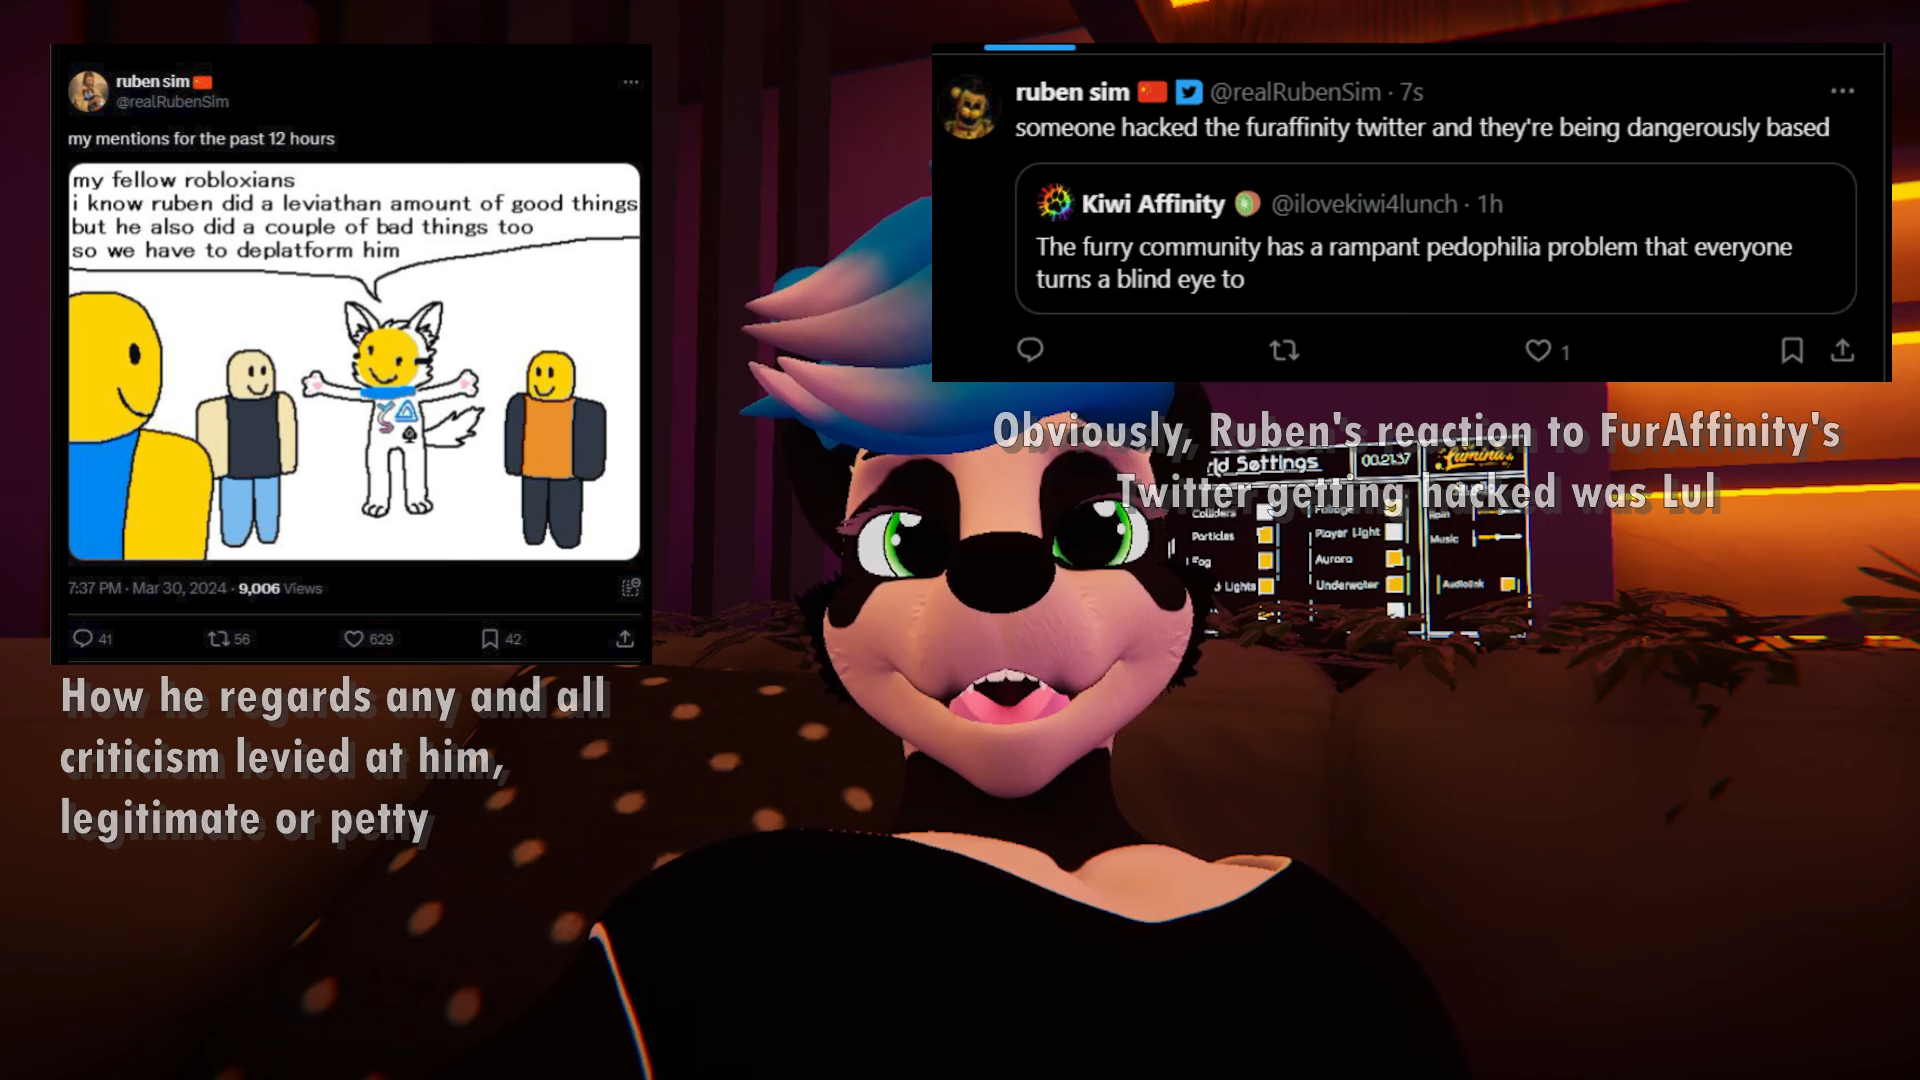 ruben sim
@realRubenSim
my mentions for the past 12 hours
my fellow robloxians
i know ruben did a leviathan amount of good things
but he also did a couple of bad things too
so we have to deplatform him
7:37 PM · Mar 30, 2024 · 9,006 Views
41 56 629 42
How he regards any and all
criticism levied at him,
legitimate or petty
ruben sim @realRubenSim · 7s
someone hacked the furaffinity twitter and they're being dangerously based
Kiwi Affinity @ilovekiwi4lunch · 1h
The furry community has a rampant pedophilia problem that everyone
turns a blind eye to
1
Obviously, Ruben's reaction to FurAffinity's
Twitter getting hacked was Lul
Settings 00:21:37 Lumina
Colliders
Particles
Fog
Lights
Foliage
Player Light
Aurora
Underwater
Rain
Music
Audiolink